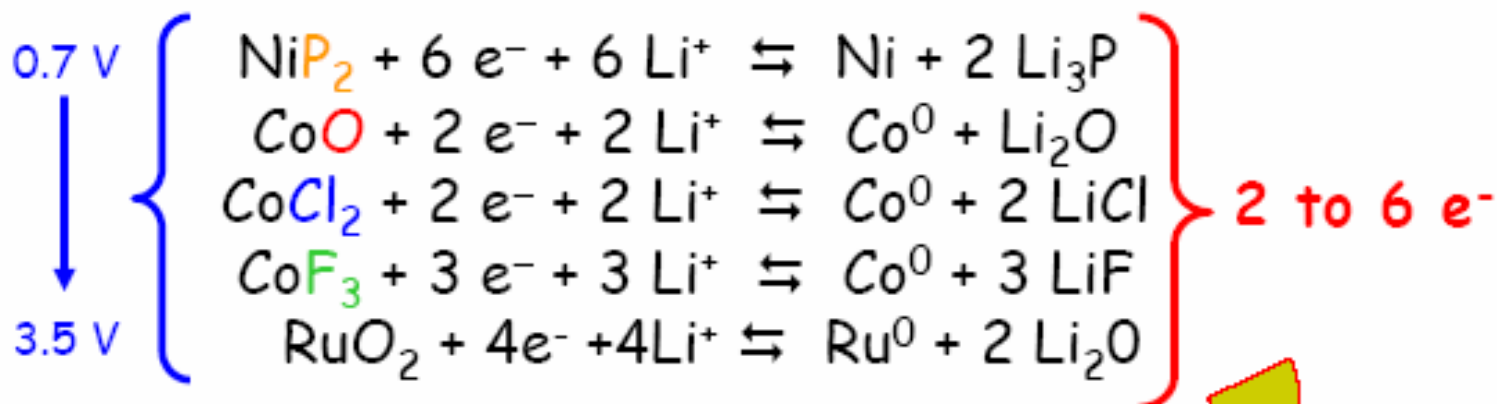 0.7 V
NiP₂ + 6 e⁻ + 6 Li⁺ ⇆ Ni + 2 Li₃P
CoO + 2 e⁻ + 2 Li⁺ ⇆ Co⁰ + Li₂O
CoCl₂ + 2 e⁻ + 2 Li⁺ ⇆ Co⁰ + 2 LiCl
2 to 6 e⁻
CoF₃ + 3 e⁻ + 3 Li⁺ ⇆ Co⁰ + 3 LiF
3.5 V
RuO₂ + 4e⁻ +4Li⁺ ⇆ Ru⁰ + 2 Li₂O